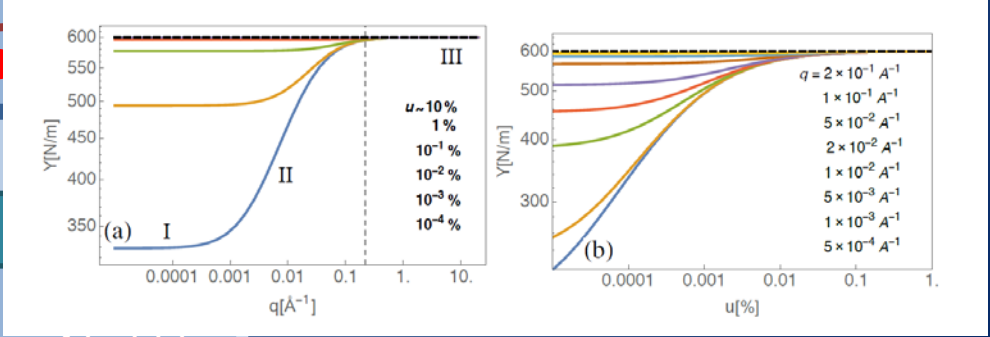 600
550
500
450
400
350
Y[N/m]
III
u~10 %
1 %
10⁻¹ %
10⁻² %
10⁻³ %
10⁻⁴ %
II
I
(a)
0.0001 0.001 0.01 0.1 1. 10.
q[Å⁻¹]
600
500
400
300
Y[N/m]
q = 2 × 10⁻¹ A⁻¹
1 × 10⁻¹ A⁻¹
5 × 10⁻² A⁻¹
2 × 10⁻² A⁻¹
1 × 10⁻² A⁻¹
5 × 10⁻³ A⁻¹
1 × 10⁻³ A⁻¹
5 × 10⁻⁴ A⁻¹
(b)
0.0001 0.001 0.01 0.1 1.
u[%]